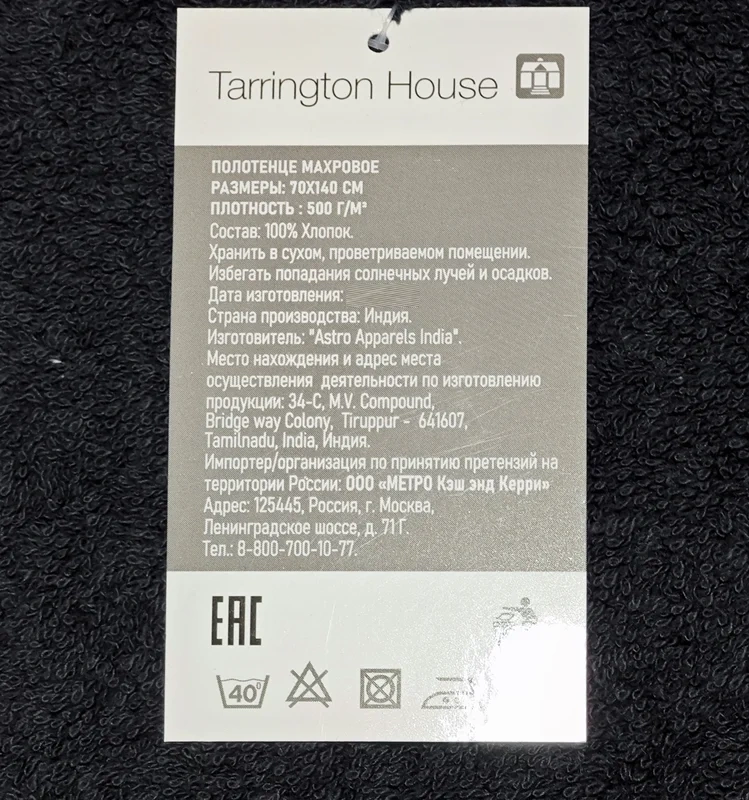 Tarrington House
ПОЛОТЕНЦЕ МАХРОВОЕ
РАЗМЕРЫ: 70X140 СМ
ПЛОТНОСТЬ : 500 Г/М²
Состав: 100% Хлопок.
Хранить в сухом, проветриваемом помещении.
Избегать попадания солнечных лучей и осадков.
Дата изготовления:
Страна производства: Индия.
Изготовитель: "Astro Apparels India".
Место нахождения и адрес места
осуществления деятельности по изготовлению
продукции: 34-C, M.V. Compound,
Bridge way Colony, Tiruppur - 641607,
Tamilnadu, India, Индия.
Импортер/организация по принятию претензий на
территории России: ООО «МЕТРО Кэш энд Керри»
Адрес: 125445, Россия, г. Москва,
Ленинградское шоссе, д. 71 Г.
Тел.: 8-800-700-10-77.
EAC
40°